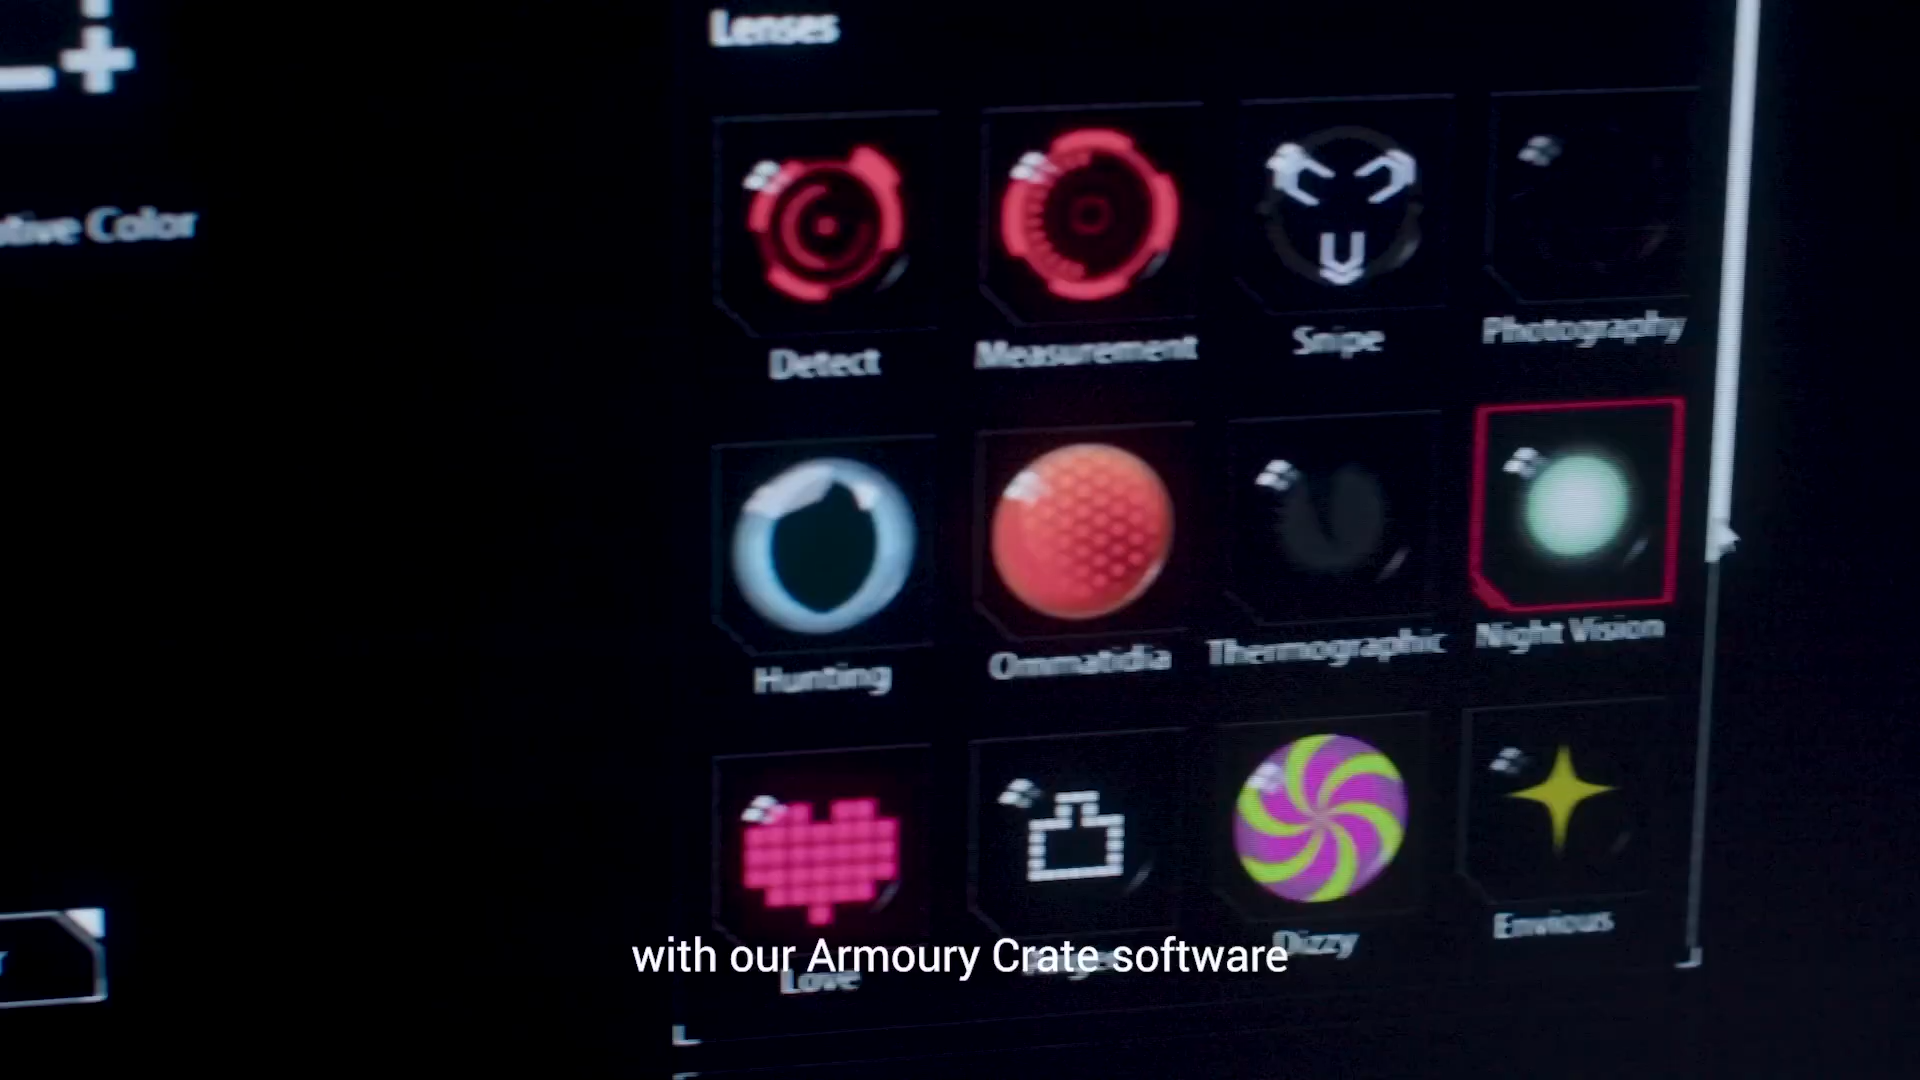 Lenses
Color
Detect
Measurement
Snipe
Photography
Hunting
Ommatidia
Thermographic
Night Vision
Love
Dizzy
Envious
with our Armoury Crate software